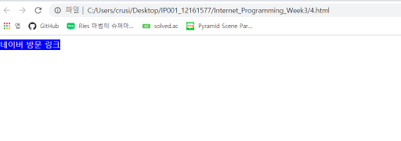 파일 | C:/Users/crusi/Desktop/IP001_12161577/Internet_Programming_Week3/4.html
앱 GitHub Ries 마법의 슈퍼마... solved.ac Pyramid Scene Par...
네이버 방문 링크